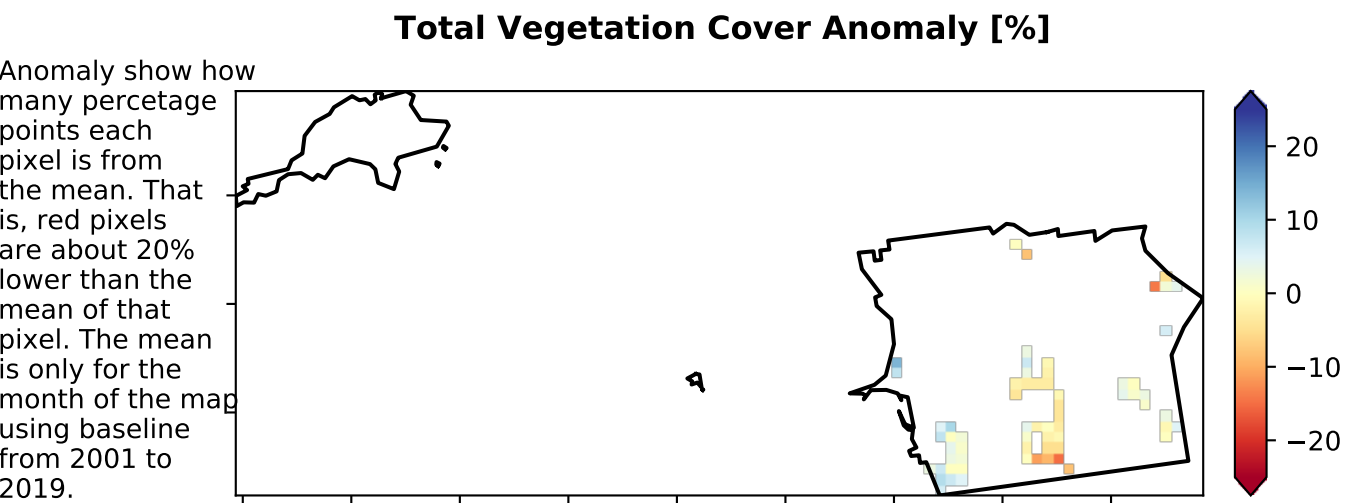 Total Vegetation Cover Anomaly [%]
Anomaly show how
many percetage
points each
pixel is from
the mean. That
is, red pixels
are about 20%
lower than the
mean of that
pixel. The mean
is only for the
month of the map
using baseline
from 2001 to
2019.
20
10
0
−10
−20